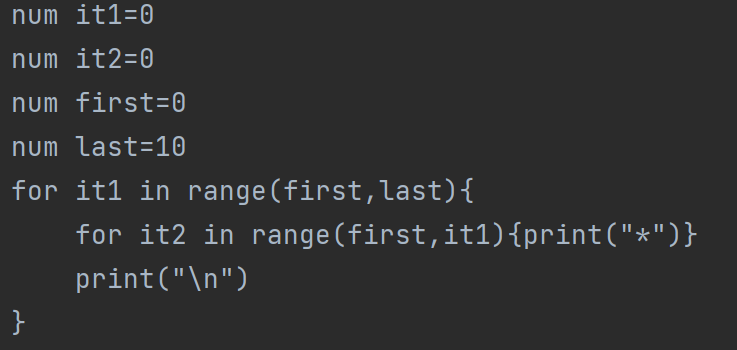 num it1=0
num it2=0
num first=0
num last=10
for it1 in range(first,last){
    for it2 in range(first,it1){print("*")}
    print("\n")
}